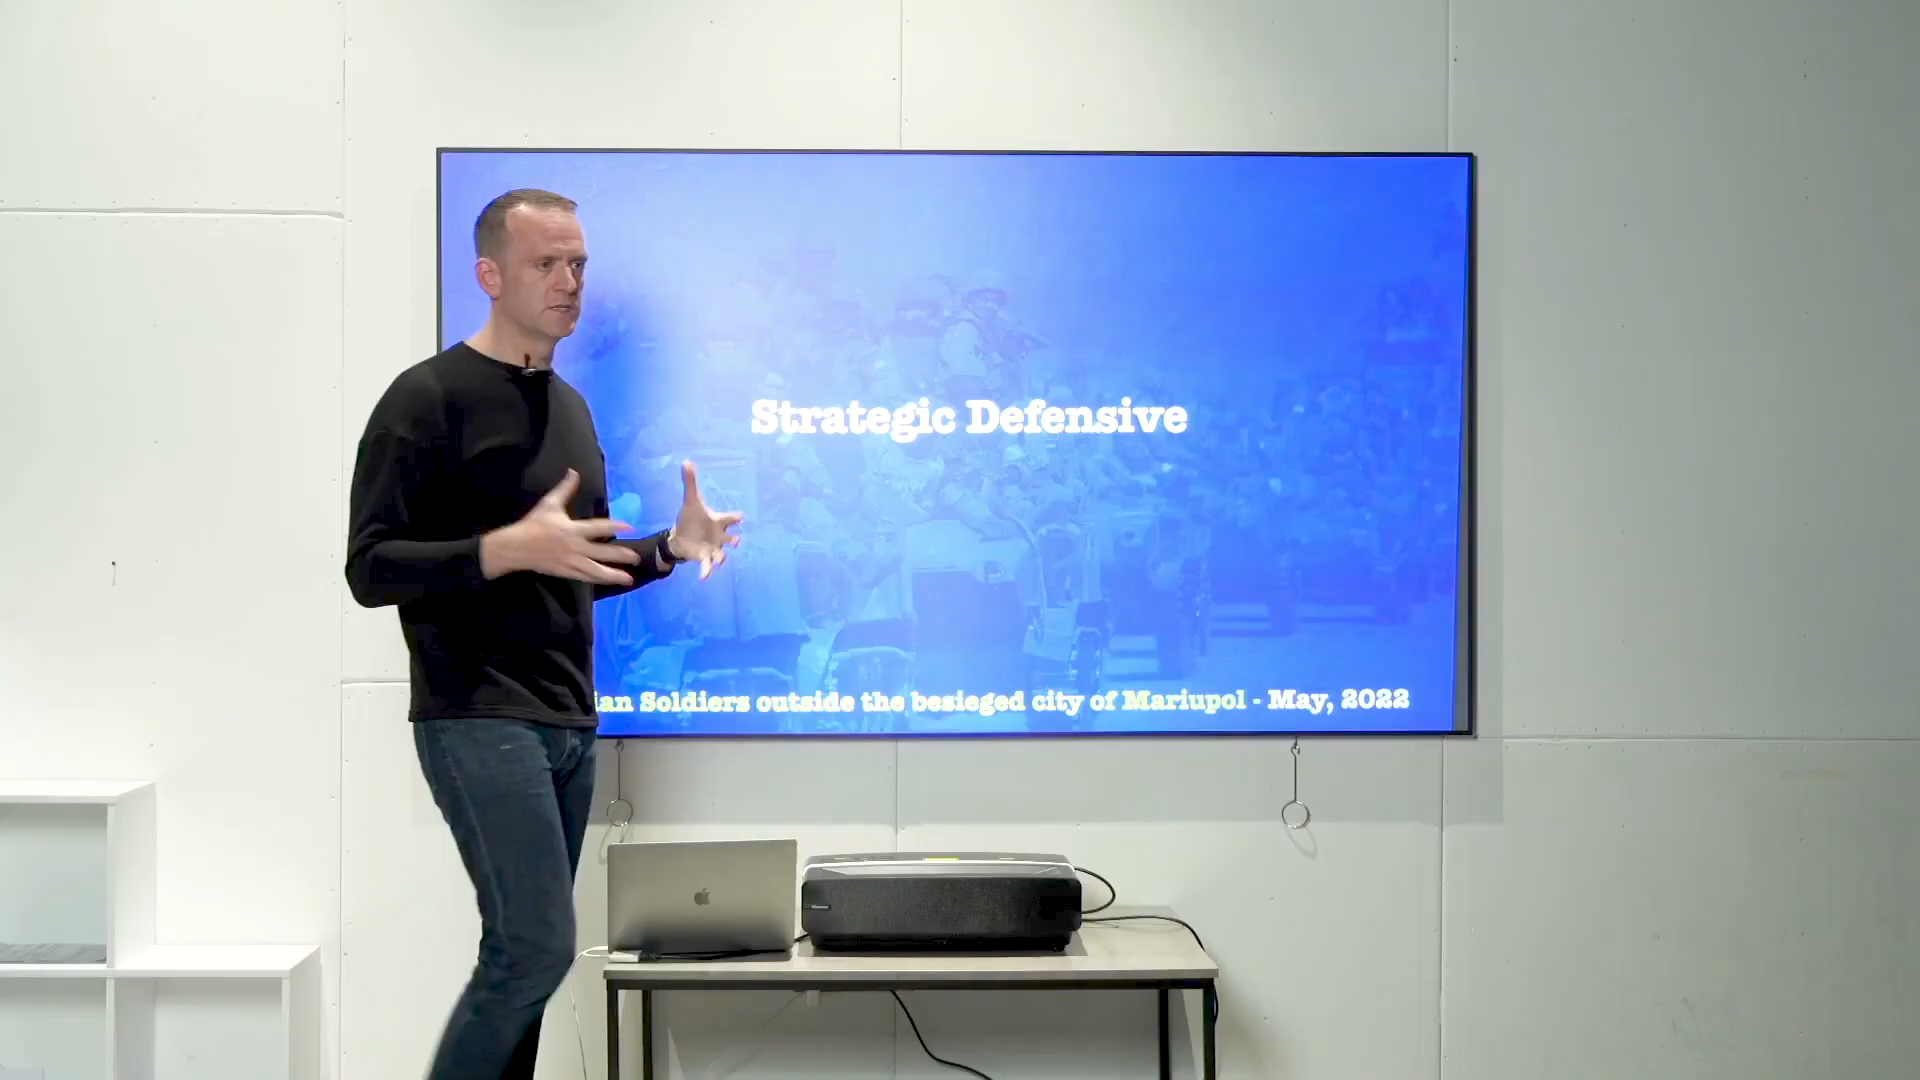 Strategic Defensive
ian Soldiers outside the besieged city of Mariupol - May, 2022